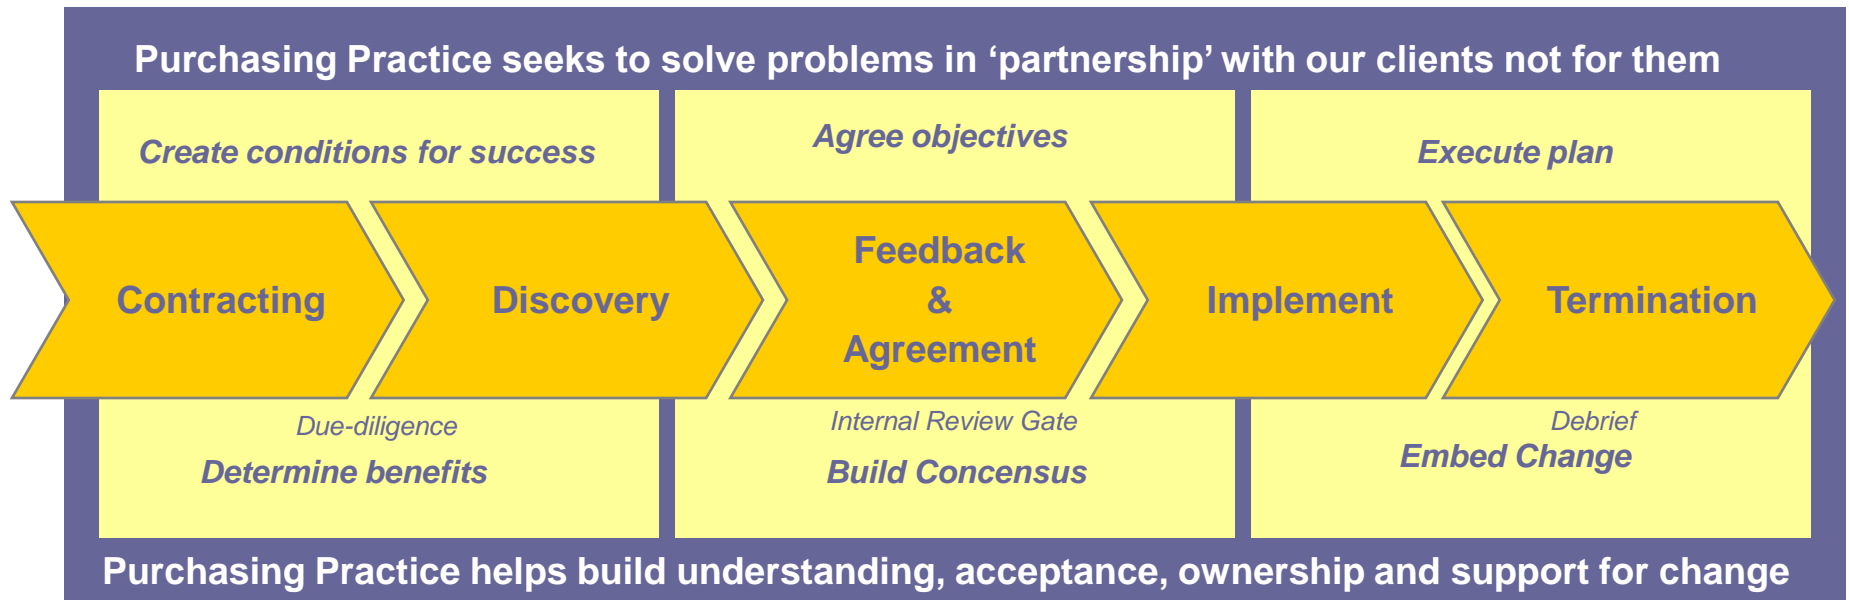 Purchasing Practice seeks to solve problems in ‘partnership’ with our clients not for them
Create conditions for success
Agree objectives
Execute plan
Contracting
Discovery
Feedback
&
Agreement
Implement
Termination
Due-diligence
Determine benefits
Internal Review Gate
Build Concensus
Debrief
Embed Change
Purchasing Practice helps build understanding, acceptance, ownership and support for change